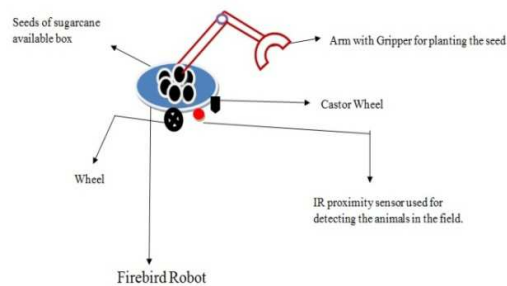 Seeds of sugarcane
available box
Arm with Gripper for planting the seed
Castor Wheel
Wheel
IR proximity sensor used for
detecting the animals in the field.
Firebird Robot